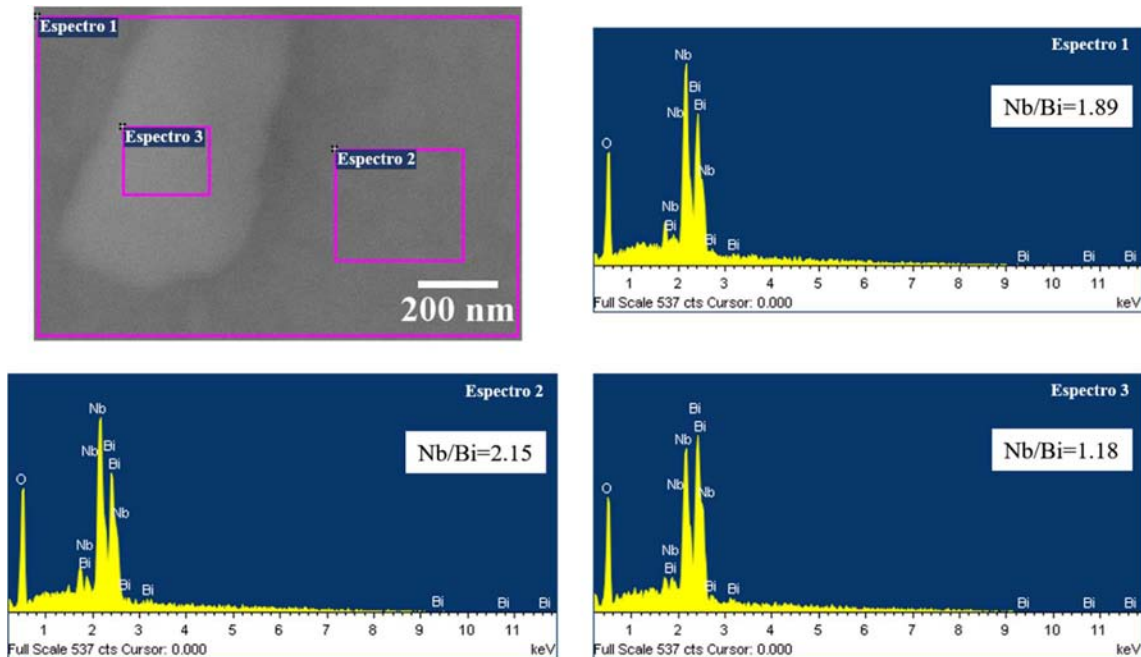 Espectro 1
Espectro 3
Espectro 2
200 nm
Espectro 1
Nb/Bi=1.89
Nb
Bi
Nb
Bi
O
Nb
Nb
Bi
Bi
Bi
Bi
Bi
Bi
1 2 3 4 5 6 7 8 9 10 11
Full Scale 537 cts Cursor: 0.000 keV
Espectro 2
Nb/Bi=2.15
Nb
Nb
Bi
Bi
O
Nb
Nb
Bi
Bi
Bi
Bi
Bi
Bi
1 2 3 4 5 6 7 8 9 10 11
Full Scale 537 cts Cursor: 0.000 keV
Espectro 3
Nb/Bi=1.18
Bi
Nb
Bi
O
Nb
Nb
Nb
Bi
Bi
Bi
Bi
Bi
Bi
1 2 3 4 5 6 7 8 9 10 11
Full Scale 537 cts Cursor: 0.000 keV